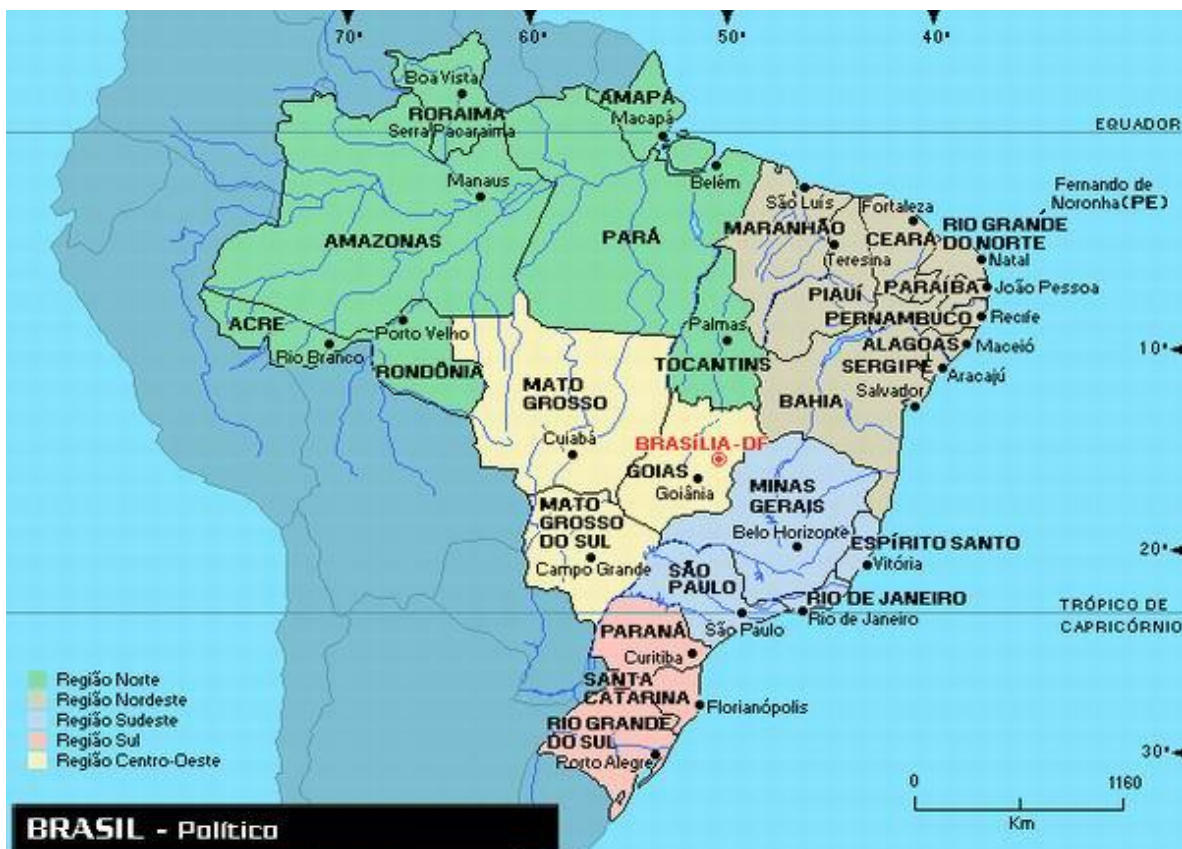 70°
60°
50°
40°
Boa Vista
RORAIMA
Serra Pacaraima
AMAPÁ
Macapá
EQUADOR
Manaus
Belém
São Luís
Fortaleza
Fernando de
Noronha(PE)
AMAZONAS
PARÁ
MARANHÃO
Teresina
CEARÁ
RIO GRANDE
DO NORTE
Natal
PIAUÍ
PARAÍBA
João Pessoa
ACRE
Rio Branco
Porto Velho
RONDÔNIA
Palmas
TOCANTINS
PERNAMBUCO
Recife
ALAGOAS
Maceió
SERGIPE
Aracajú
10°
MATO
GROSSO
Cuiabá
BAHIA
Salvador
BRASÍLIA-DF
GOIAS
Goiânia
MINAS
GERAIS
Belo Horizonte
MATO
GROSSO
DO SUL
Campo Grande
ESPÍRITO SANTO
Vitória
20°
SÃO
PAULO
São Paulo
RIO DE JANEIRO
Rio de Janeiro
TRÓPICO DE
CAPRICÓRNIO
PARANÁ
Curitiba
SANTA
CATARINA
Florianópolis
RIO GRANDE
DO SUL
Porto Alegre
30°
Região Norte
Região Nordeste
Região Sudeste
Região Sul
Região Centro-Oeste
0
1160
Km
BRASIL - Político